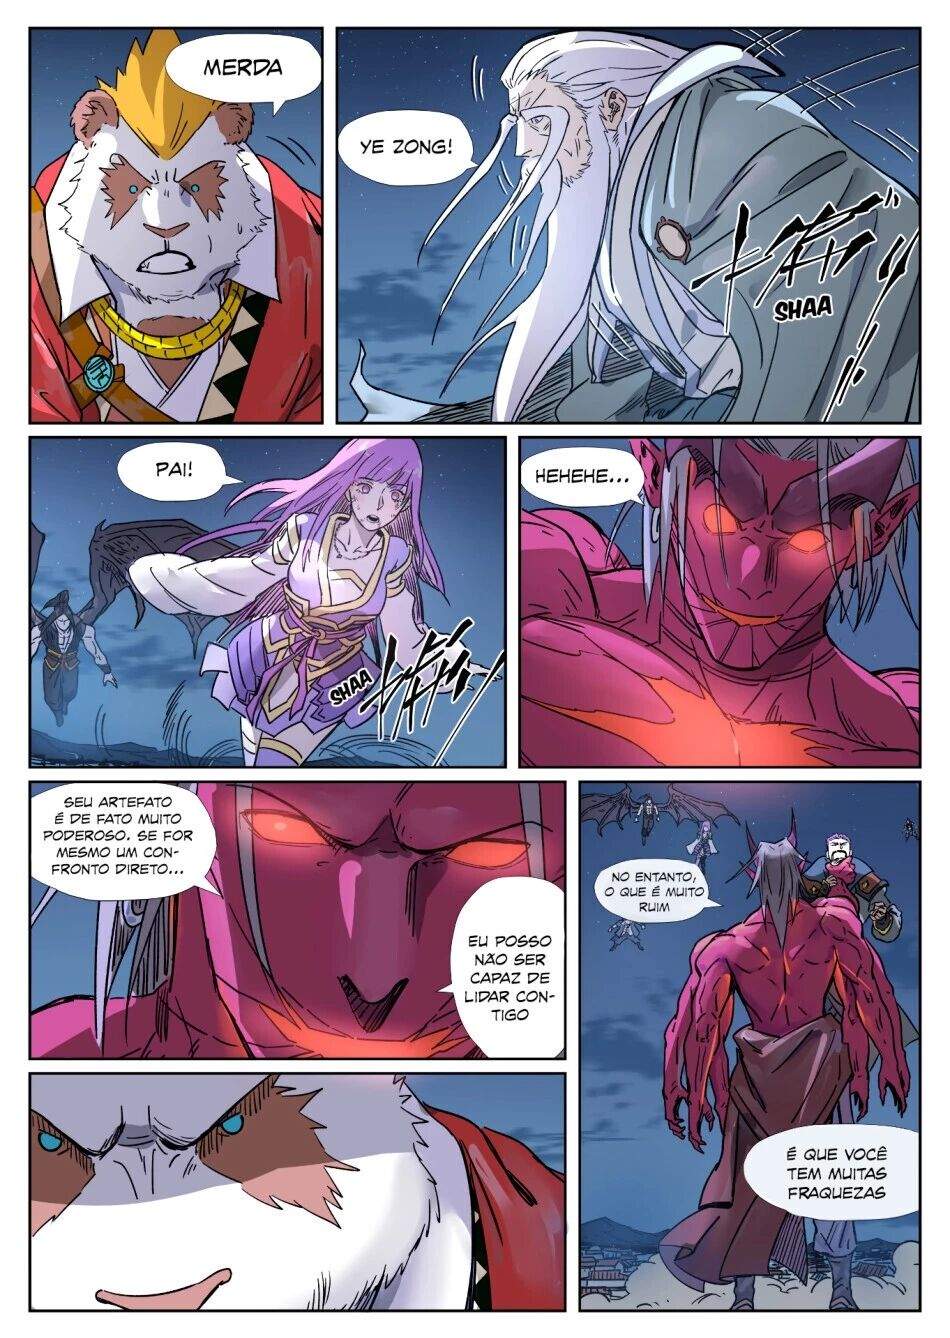 MERDA
YE ZONG!
SHAA
PAI!
SHAA
HEHEHE...
SEU ARTEFATO
É DE FATO MUITO
PODEROSO. SE FOR
MESMO UM CON-
FRONTO DIRETO...
EU POSSO
NÃO SER
CAPAZ DE
LIDAR CON-
TIGO
NO ENTANTO,
O QUE É MUITO
RUIM
É QUE VOCÊ
TEM MUITAS
FRAQUEZAS